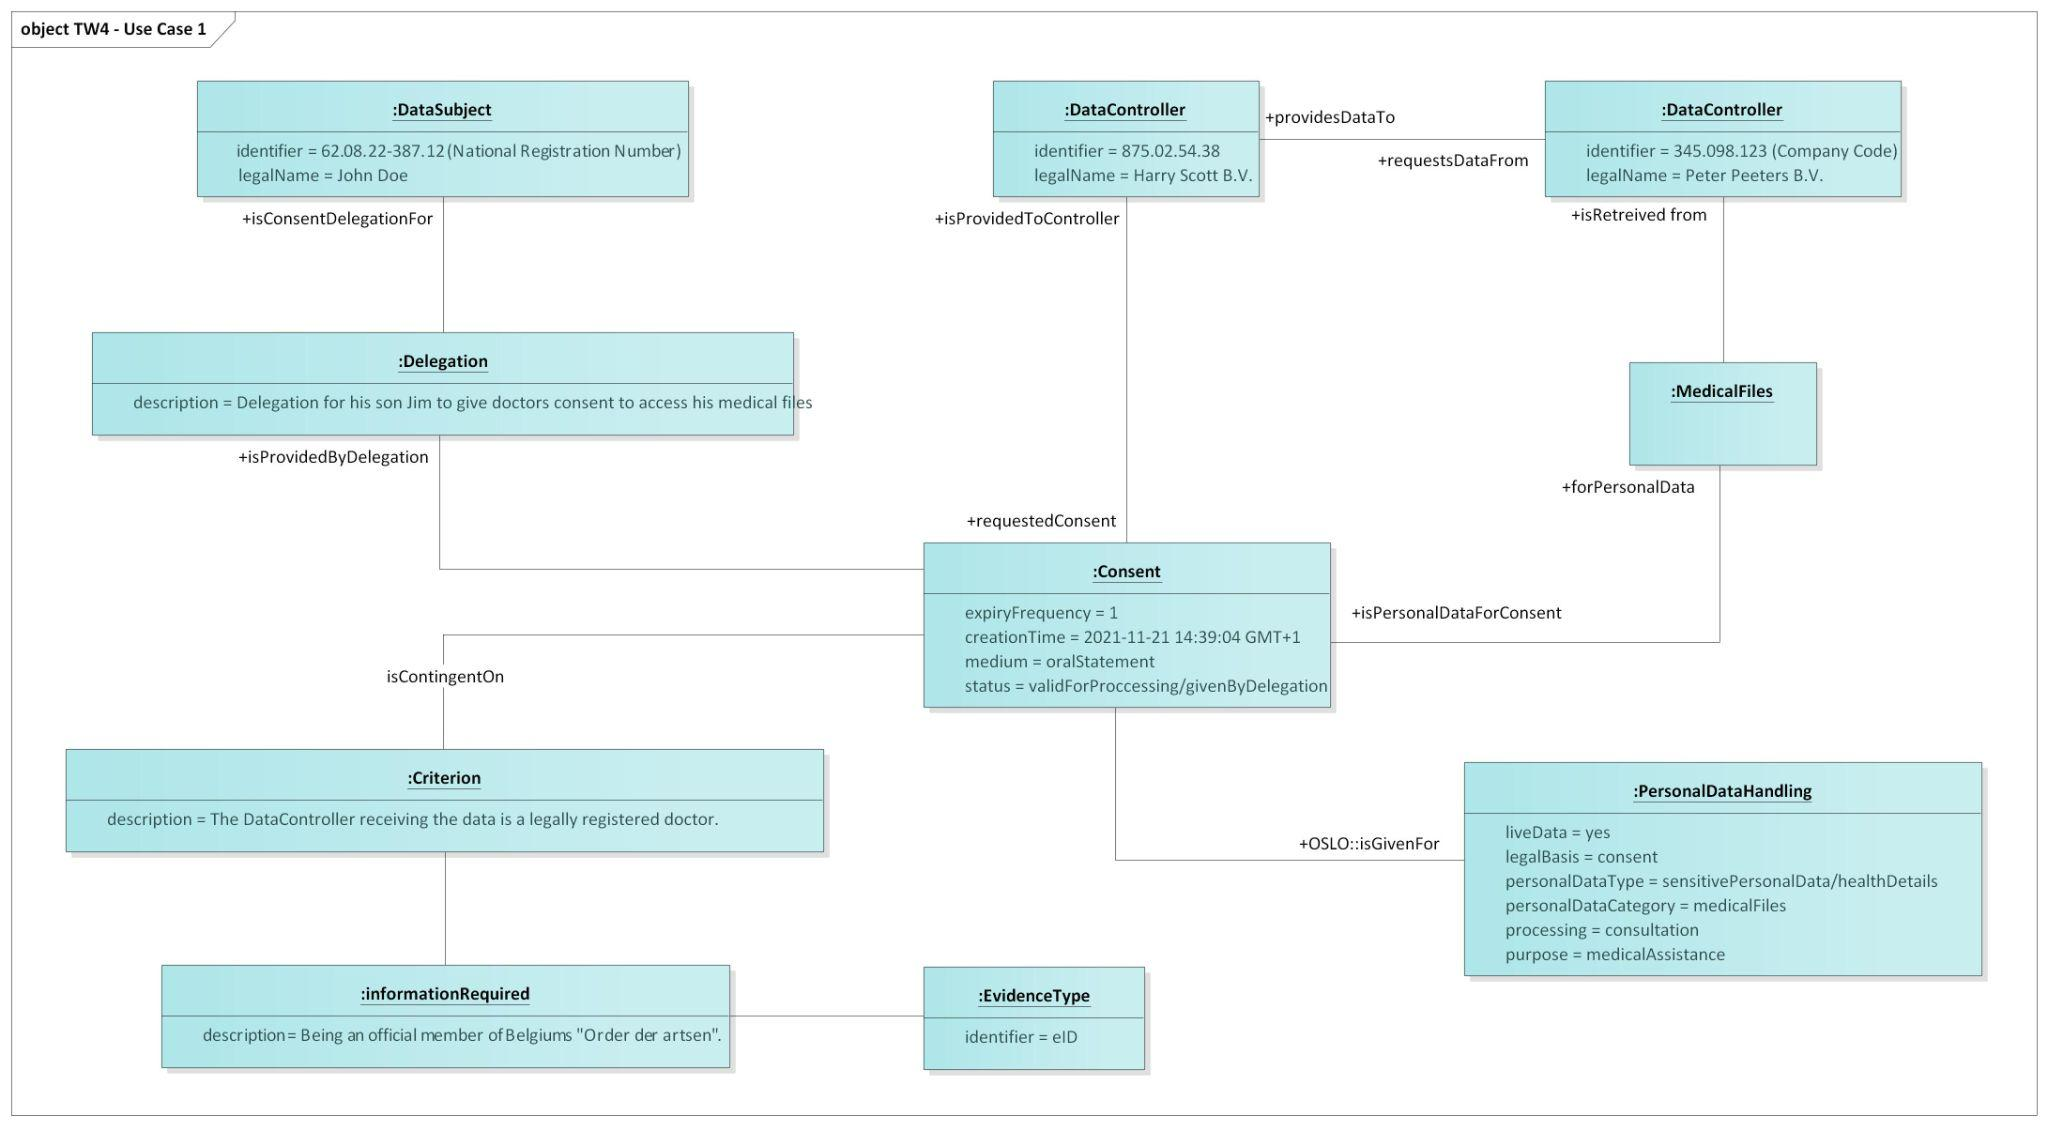 object TW4 - Use Case 1
:DataSubject
identifier = 62.08.22-387.12 (National Registration Number)
legalName = John Doe
:DataController
identifier = 875.02.54.38
legalName = Harry Scott B.V.
+providesDataTo
+requestsDataFrom
:DataController
identifier = 345.098.123 (Company Code)
legalName = Peter Peeters B.V.
+isConsentDelegationFor
+isProvidedToController
+isRetreived from
:Delegation
description = Delegation for his son Jim to give doctors consent to access his medical files
:MedicalFiles
+isProvidedByDelegation
+forPersonalData
+requestedConsent
:Consent
expiryFrequency = 1
creationTime = 2021-11-21 14:39:04 GMT+1
medium = oralStatement
status = validForProccessing/givenByDelegation
+isPersonalDataForConsent
isContingentOn
:Criterion
description = The DataController receiving the data is a legally registered doctor.
+OSLO::isGivenFor
:PersonalDataHandling
liveData = yes
legalBasis = consent
personalDataType = sensitivePersonalData/healthDetails
personalDataCategory = medicalFiles
processing = consultation
purpose = medicalAssistance
:informationRequired
description = Being an official member of Belgiums "Order der artsen".
:EvidenceType
identifier = eID